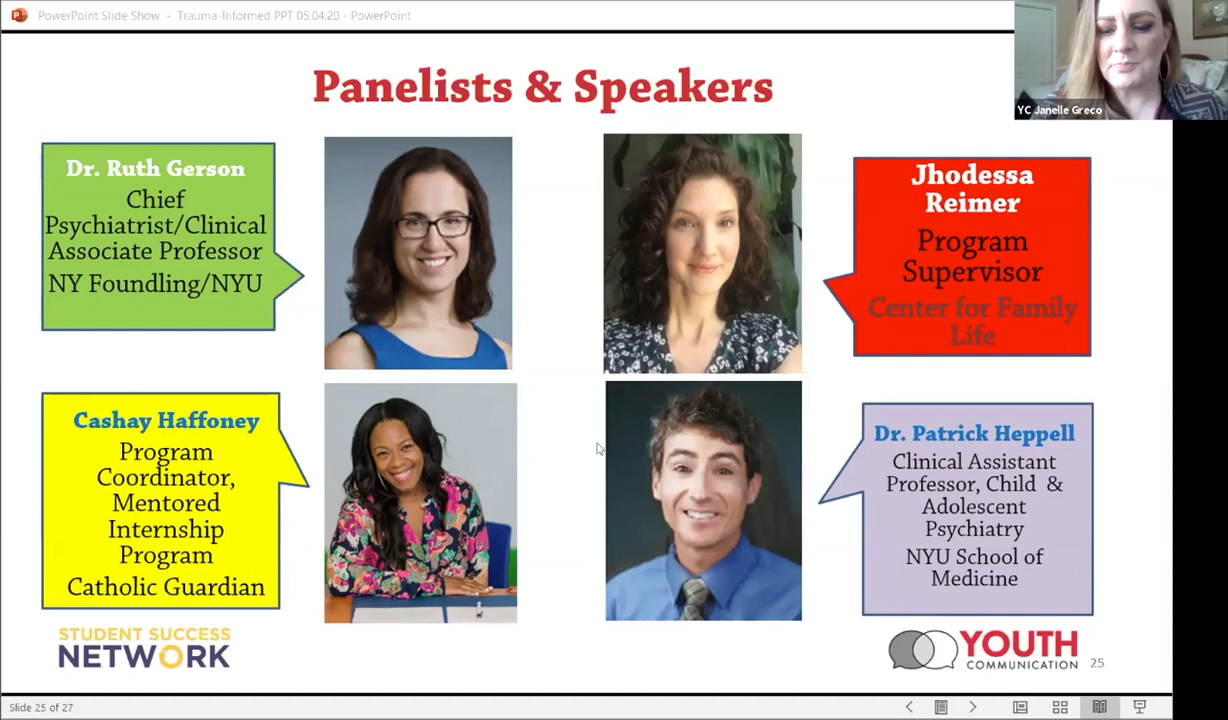 PowerPoint Slide Show - Trauma-Informed PPT 05.04.20 - PowerPoint
Panelists & Speakers
YC Janelle Greco
Dr. Ruth Gerson
Chief
Psychiatrist/Clinical
Associate Professor
NY Foundling/NYU
Jhodessa
Reimer
Program
Supervisor
Center for Family
Life
Cashay Haffoney
Program
Coordinator,
Mentored
Internship
Program
Catholic Guardian
Dr. Patrick Heppell
Clinical Assistant
Professor, Child &
Adolescent
Psychiatry
NYU School of
Medicine
STUDENT SUCCESS
NETWORK
YOUTH
COMMUNICATION
25
Slide 25 of 27